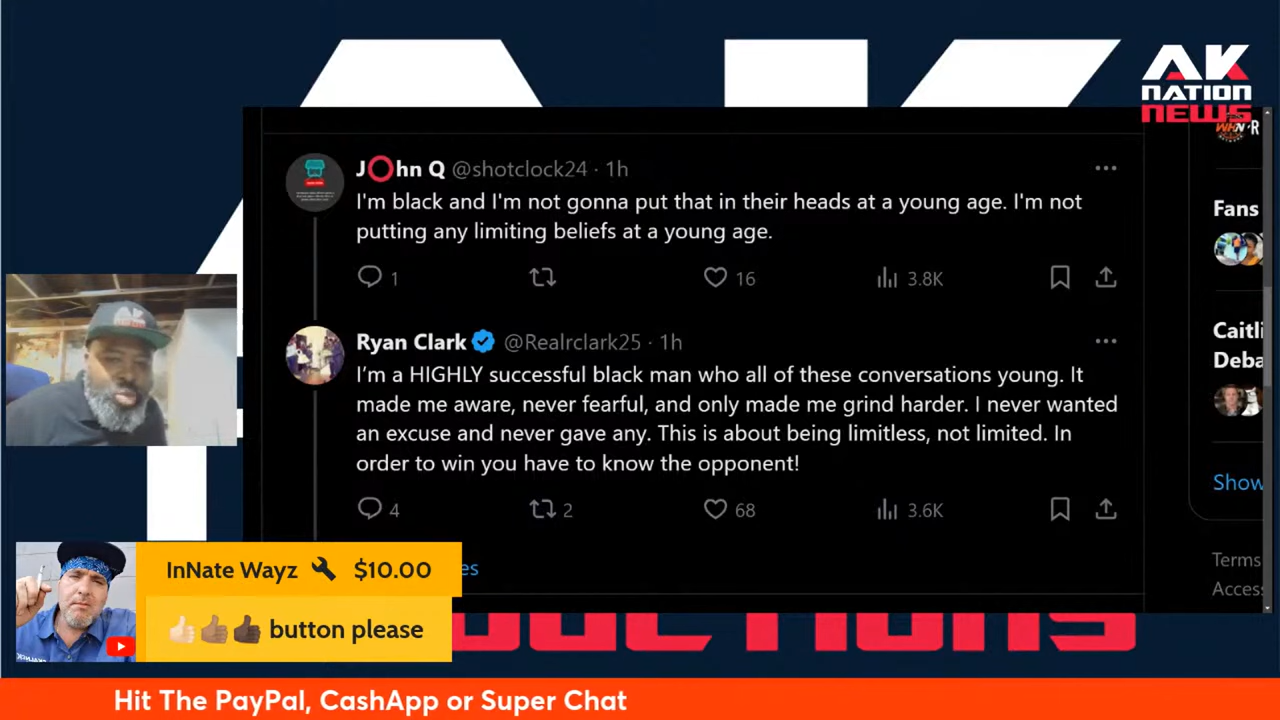 AK
NATION
NEWS
J⭕hn Q @shotclock24 · 1h
I'm black and I'm not gonna put that in their heads at a young age. I'm not
putting any limiting beliefs at a young age.
1 16 3.8K
Ryan Clark @Realrclark25 · 1h
I'm a HIGHLY successful black man who all of these conversations young. It
made me aware, never fearful, and only made me grind harder. I never wanted
an excuse and never gave any. This is about being limitless, not limited. In
order to win you have to know the opponent!
4 2 68 3.6K
Fans
Caitli
Deba
Show
Terms
Access
InNate Wayz 🔧 $10.00
👍🏻👍🏽👍🏿 button please
Hit The PayPal, CashApp or Super Chat